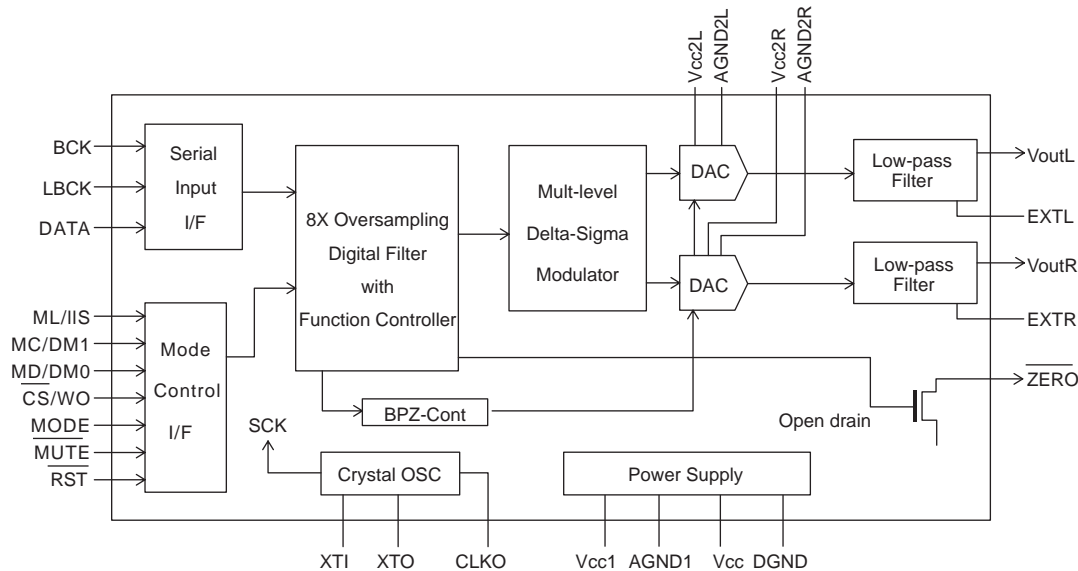 Vcc2L
AGND2L
Vcc2R
AGND2R
BCK
LBCK
DATA
Serial
Input
I/F
8X Oversampling
Digital Filter
with
Function Controller
Mult-level
Delta-Sigma
Modulator
DAC
DAC
Low-pass
Filter
VoutL
EXTL
Low-pass
Filter
VoutR
EXTR
ML/IIS
MC/DM1
MD/DM0
CS/WO
MODE
MUTE
RST
Mode
Control
I/F
BPZ-Cont
SCK
Crystal OSC
Open drain
ZERO
Power Supply
XTI
XTO
CLKO
Vcc1
AGND1
Vcc
DGND